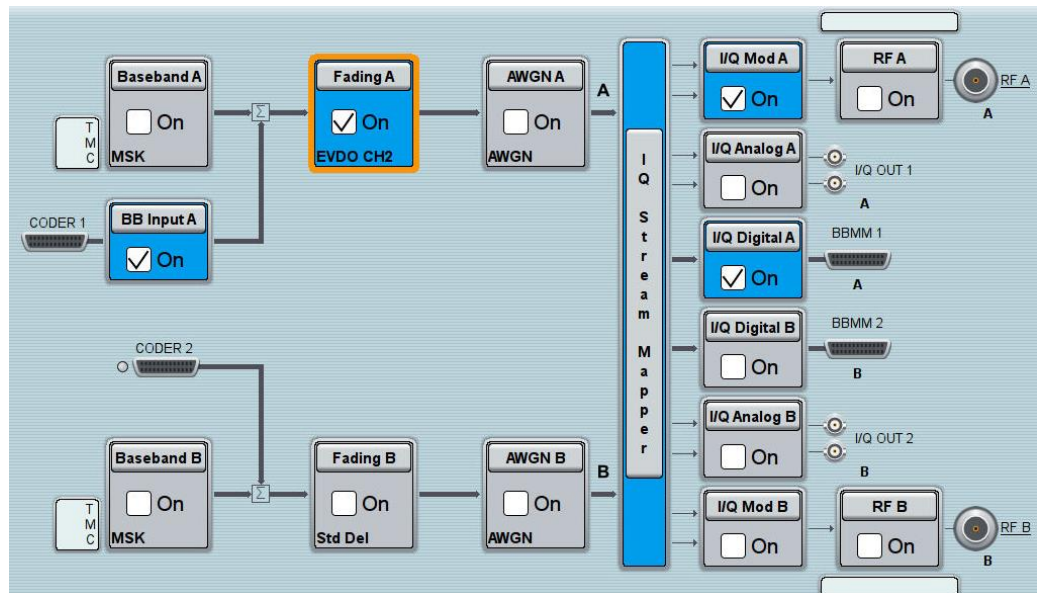 Baseband A
On
MSK
T
M
C
Σ
Fading A
On
EVDO CH2
AWGN A
On
AWGN
A
I/Q Mod A
On
RF A
On
RF A
A
I/Q Analog A
On
I/Q OUT 1
A
CODER 1
BB Input A
On
I/Q Digital A
On
BBMM 1
A
I Q Stream Mapper
I/Q Digital B
On
BBMM 2
B
CODER 2
I/Q Analog B
On
I/Q OUT 2
B
Baseband B
On
MSK
T
M
C
Σ
Fading B
On
Std Del
AWGN B
On
AWGN
B
I/Q Mod B
On
RF B
On
RF B
B